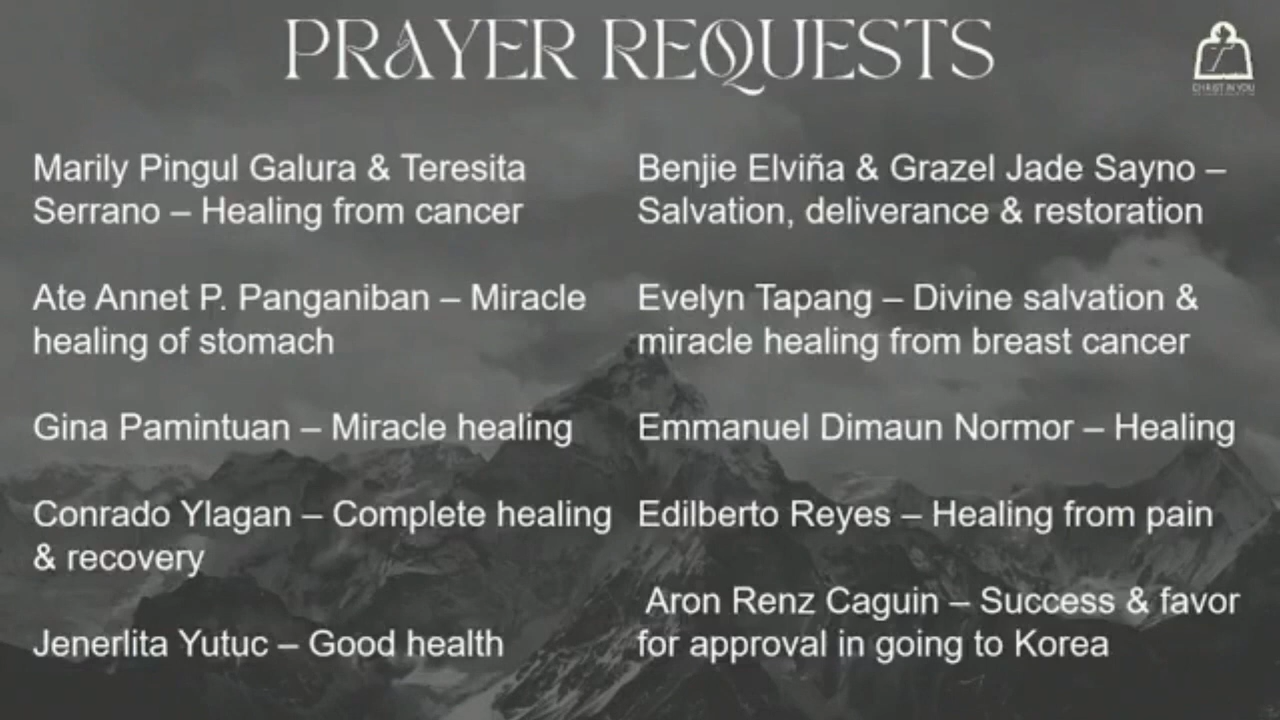 PRAYER REQUESTS
CHRIST IN YOU
Marily Pingul Galura & Teresita
Serrano – Healing from cancer
Ate Annet P. Panganiban – Miracle
healing of stomach
Gina Pamintuan – Miracle healing
Conrado Ylagan – Complete healing
& recovery
Jenerlita Yutuc – Good health
Benjie Elviña & Grazel Jade Sayno –
Salvation, deliverance & restoration
Evelyn Tapang – Divine salvation &
miracle healing from breast cancer
Emmanuel Dimaun Normor – Healing
Edilberto Reyes – Healing from pain
Aron Renz Caguin – Success & favor
for approval in going to Korea